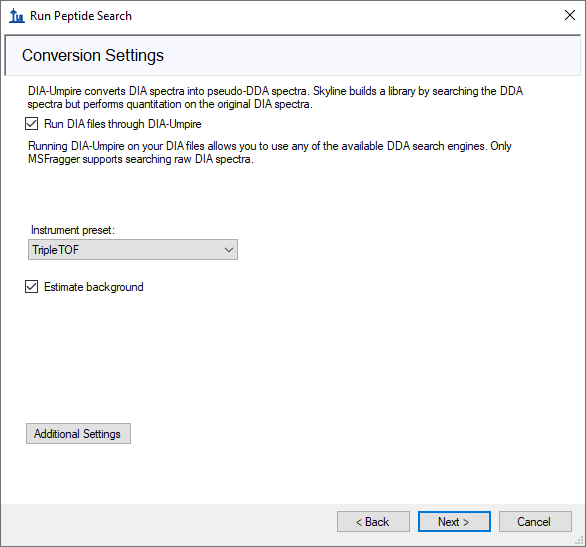 Run Peptide Search
Conversion Settings
DIA-Umpire converts DIA spectra into pseudo-DDA spectra. Skyline builds a library by searching the DDA
spectra but performs quantitation on the original DIA spectra.
Run DIA files through DIA-Umpire
Running DIA-Umpire on your DIA files allows you to use any of the available DDA search engines. Only
MSFragger supports searching raw DIA spectra.
Instrument preset:
TripleTOF
Estimate background
Additional Settings
< Back
Next >
Cancel